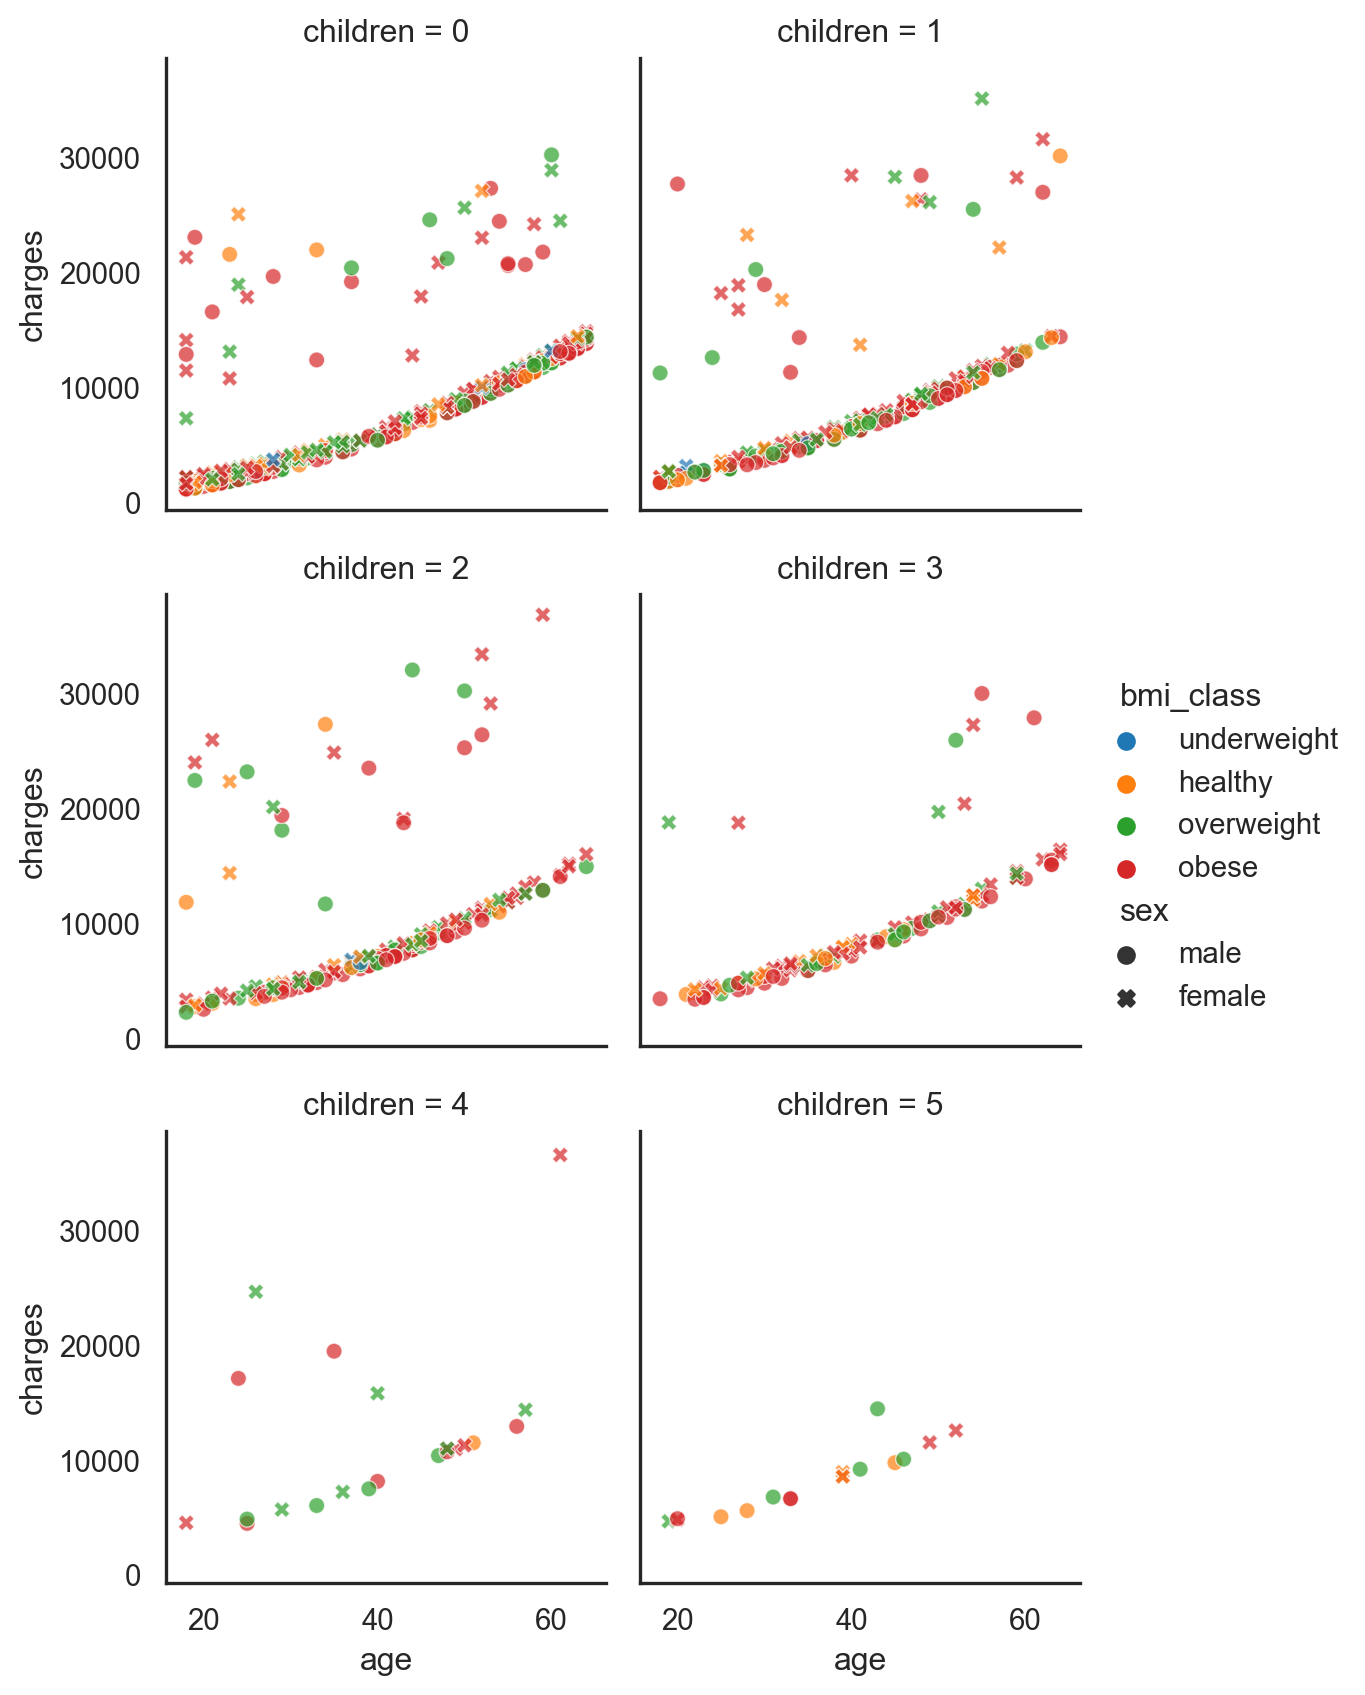 children = 0
children = 1
30000
20000
10000
0
charges
children = 2
children = 3
30000
20000
10000
0
charges
bmi_class
underweight
healthy
overweight
obese
sex
male
female
children = 4
children = 5
30000
20000
10000
0
charges
20 40 60
age
20 40 60
age